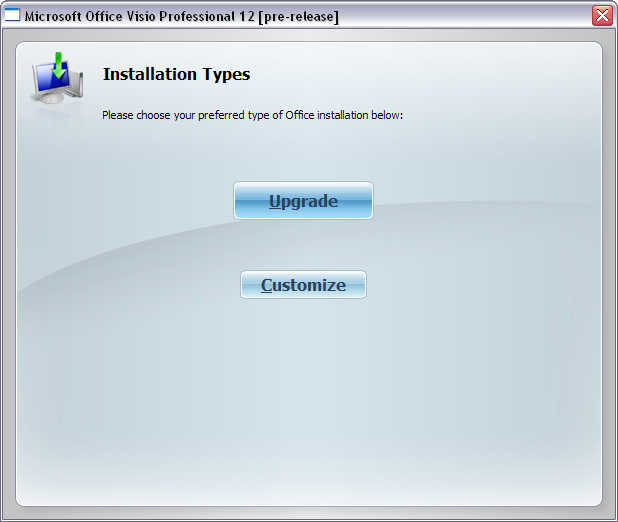 Microsoft Office Visio Professional 12 [pre-release]
Installation Types
Please choose your preferred type of Office installation below:
Upgrade
Customize